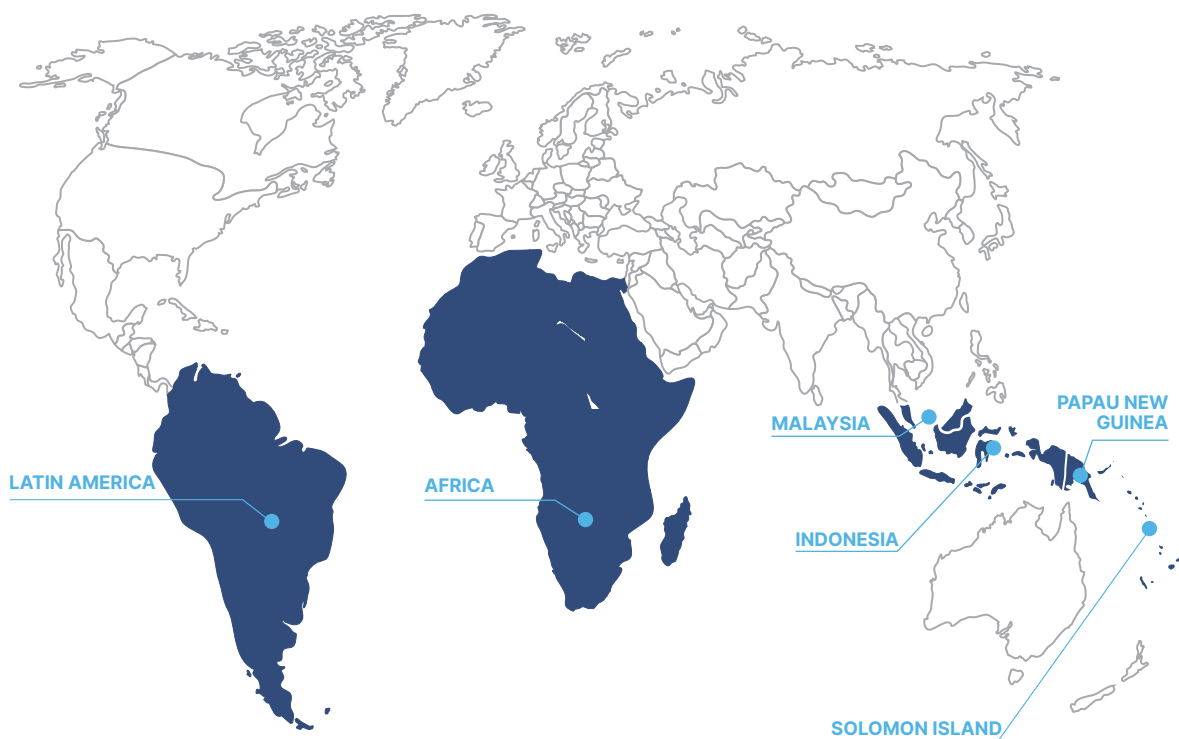 LATIN AMERICA
AFRICA
MALAYSIA
PAPAU NEW
GUINEA
INDONESIA
SOLOMON ISLAND